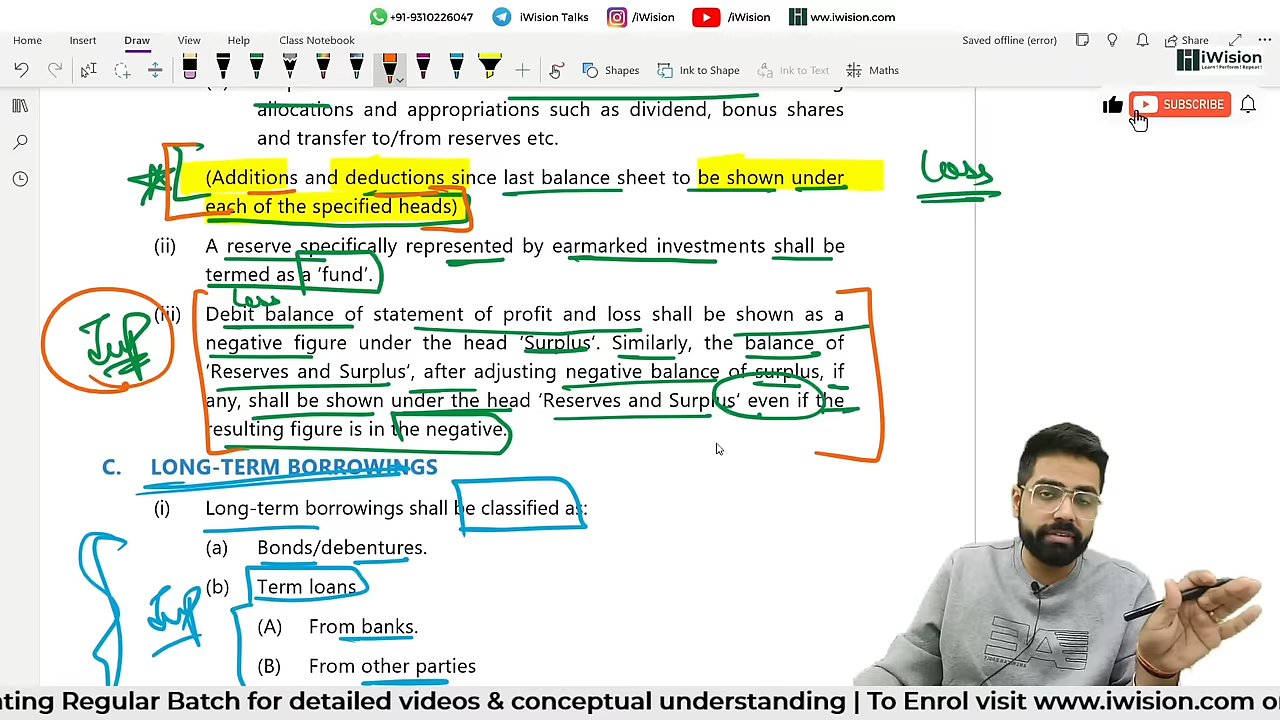 +91-9310226047 iWision Talks /iWision /iWision ww.iwision.com
Home Insert Draw View Help Class Notebook Saved offline (error) Share
iWision
Learn ! Perform ! Repeat !
Shapes Ink to Shape Ink to Text Maths
SUBSCRIBE
allocations and appropriations such as dividend, bonus shares
and transfer to/from reserves etc.
Loss
(Additions and deductions since last balance sheet to be shown under
each of the specified heads)
(ii) A reserve specifically represented by earmarked investments shall be
termed as a ‘fund’.
Loss
(iii) Debit balance of statement of profit and loss shall be shown as a
negative figure under the head ‘Surplus’. Similarly, the balance of
‘Reserves and Surplus’, after adjusting negative balance of surplus, if
any, shall be shown under the head ‘Reserves and Surplus’ even if the
resulting figure is in the negative.
Imp
C. LONG-TERM BORROWINGS
(i) Long-term borrowings shall be classified as:
(a) Bonds/debentures.
(b) Term loans
Imp
(A) From banks.
(B) From other parties
ating Regular Batch for detailed videos & conceptual understanding | To Enrol visit www.iwision.com o